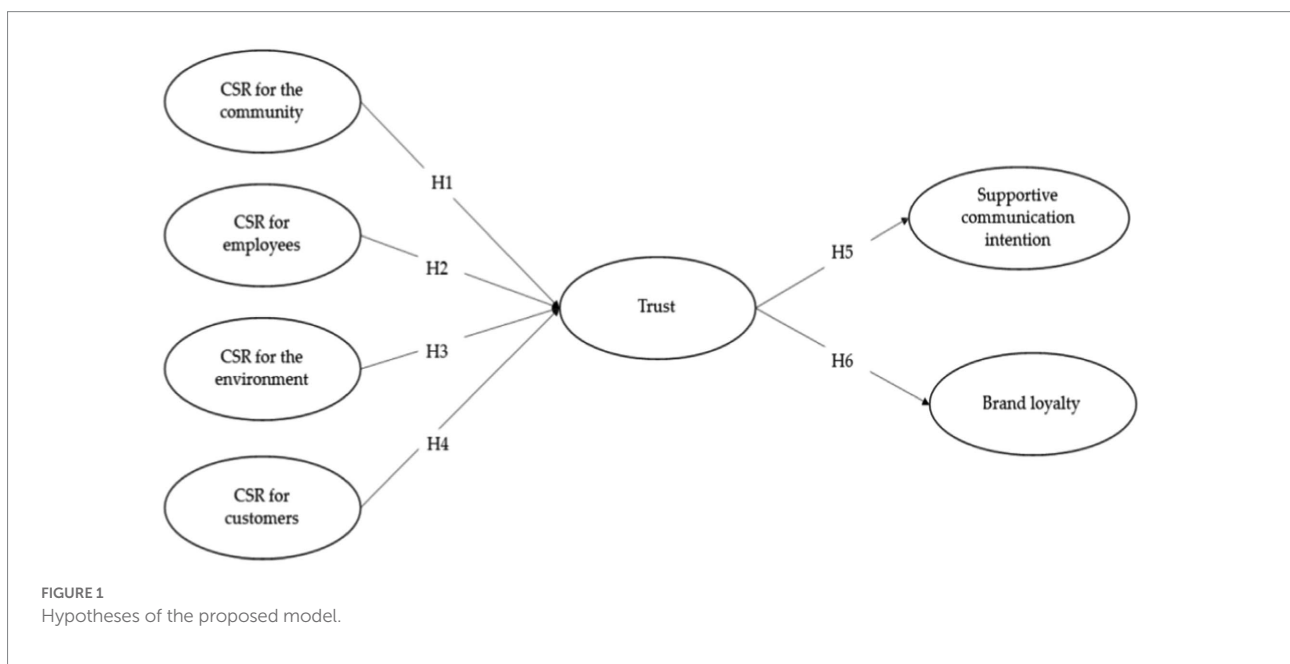 CSR for the
community
H1
CSR for
employees
H2
CSR for the
environment
H3
CSR for
customers
H4
Trust
H5
Supportive
communication
intention
H6
Brand loyalty
FIGURE 1
Hypotheses of the proposed model.